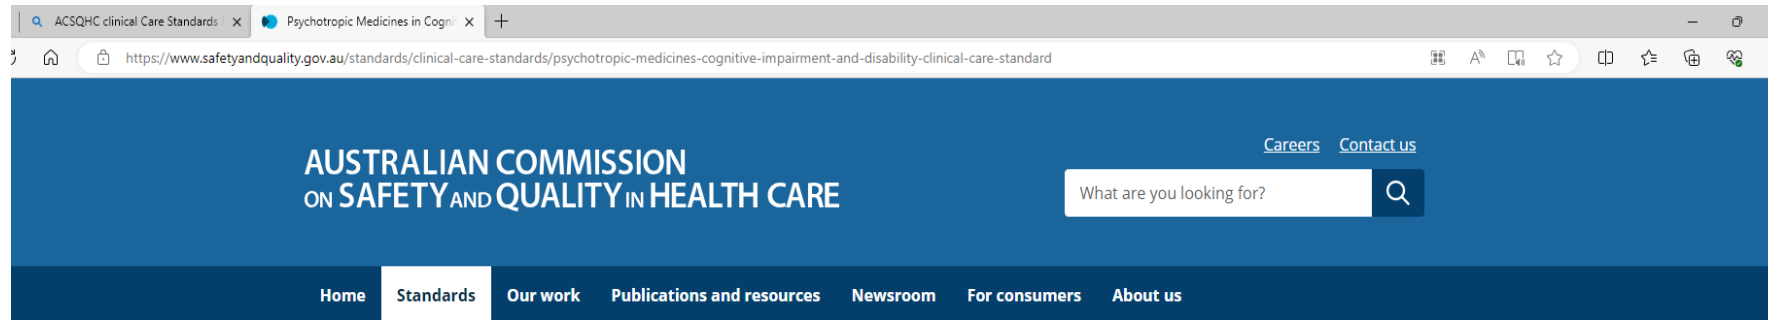 ACSQHC clinical Care Standards
Psychotropic Medicines in Cogni
https://www.safetyandquality.gov.au/standards/clinical-care-standards/psychotropic-medicines-cognitive-impairment-and-disability-clinical-care-standard
Careers Contact us
AUSTRALIAN COMMISSION
ON SAFETY AND QUALITY IN HEALTH CARE
What are you looking for?
Home Standards Our work Publications and resources Newsroom For consumers About us